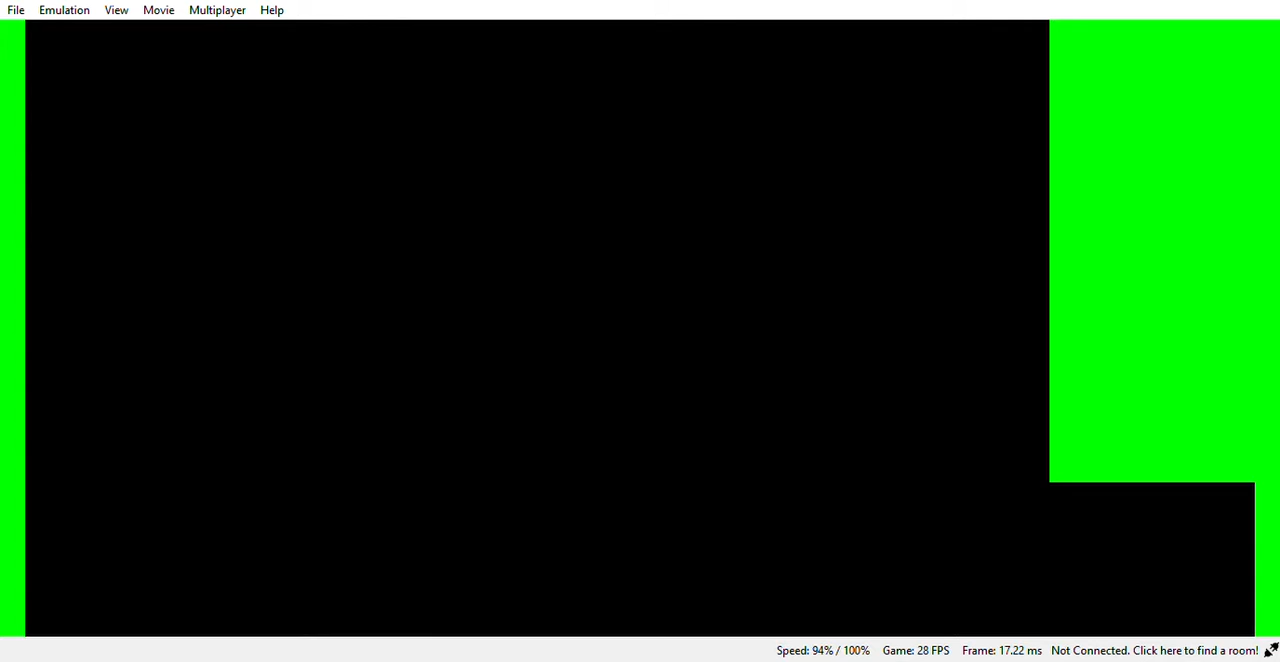 File Emulation View Movie Multiplayer Help
Speed: 94% / 100% Game: 28 FPS Frame: 17.22 ms Not Connected. Click here to find a room!